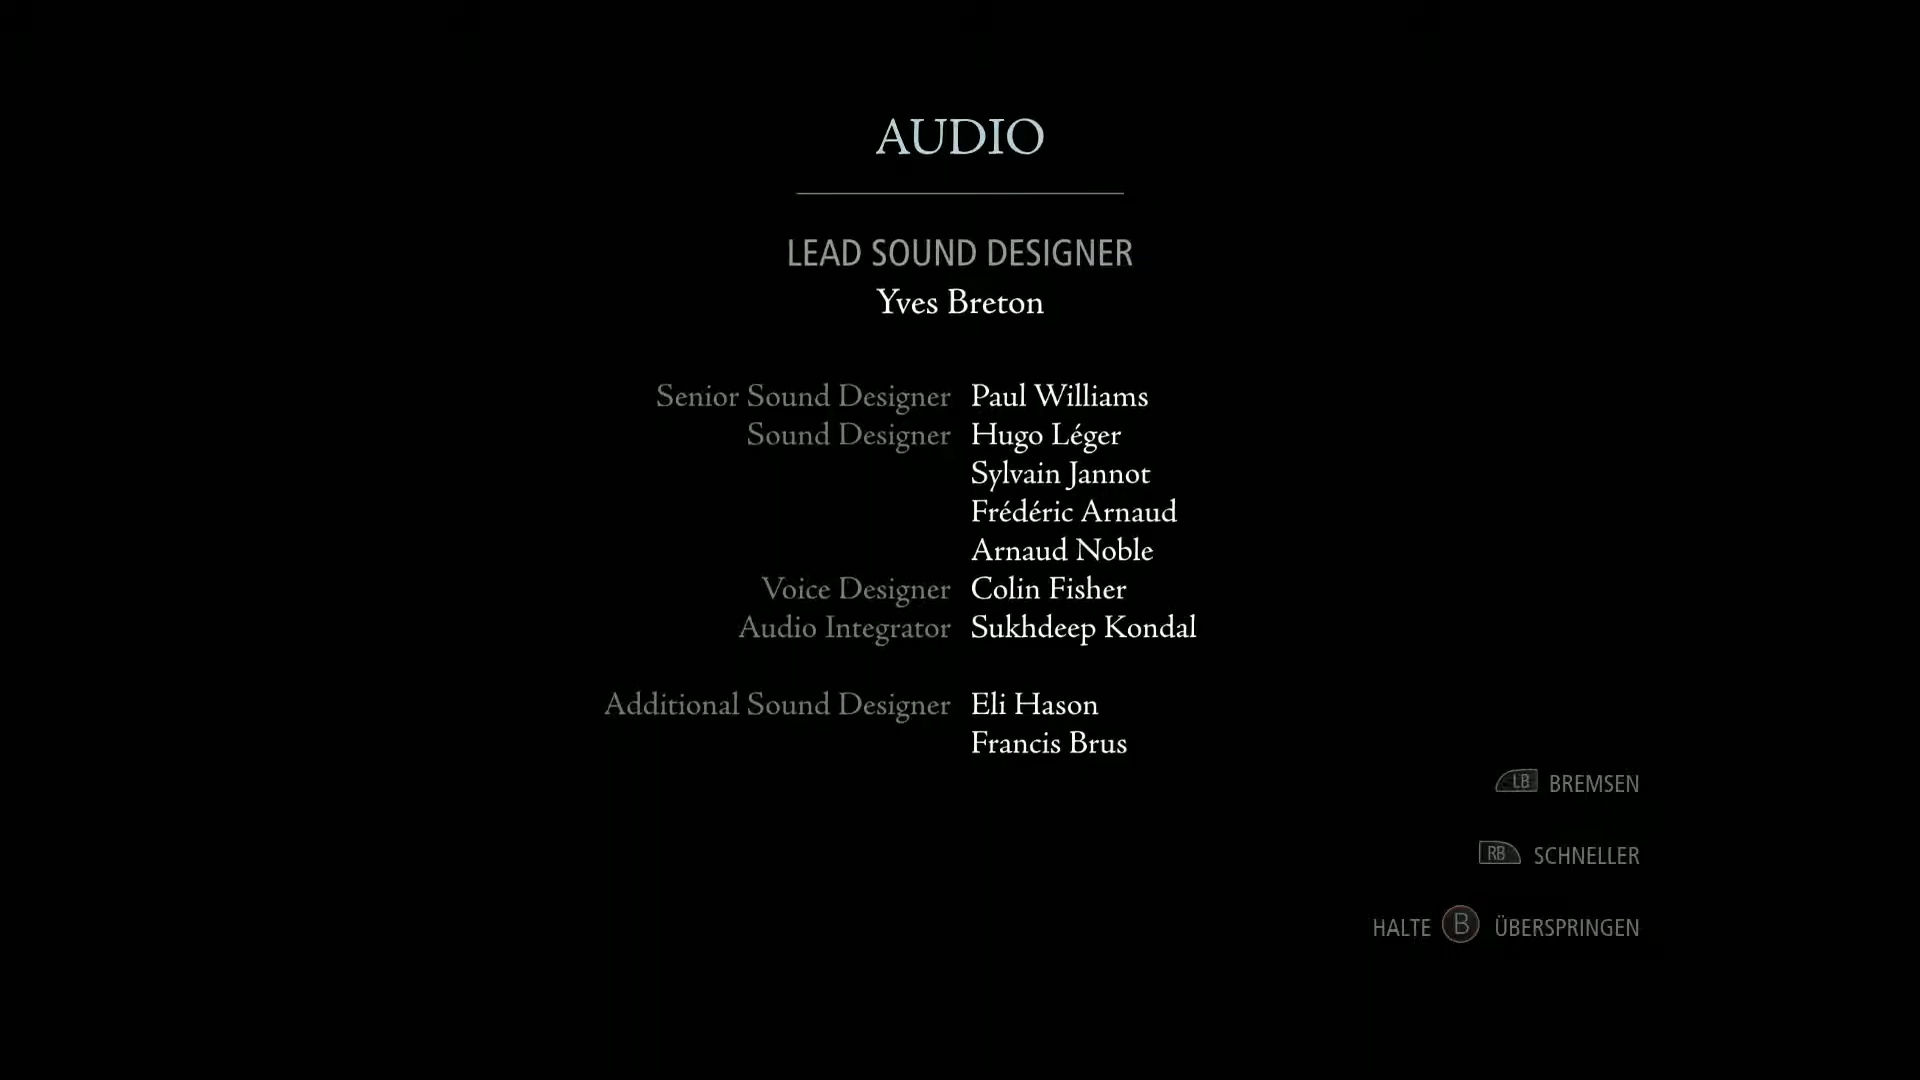 AUDIO
LEAD SOUND DESIGNER
Yves Breton
Senior Sound Designer Paul Williams
Sound Designer Hugo Léger
Sylvain Jannot
Frédéric Arnaud
Arnaud Noble
Voice Designer Colin Fisher
Audio Integrator Sukhdeep Kondal
Additional Sound Designer Eli Hason
Francis Brus
LB BREMSEN
RB SCHNELLER
HALTE B ÜBERSPRINGEN